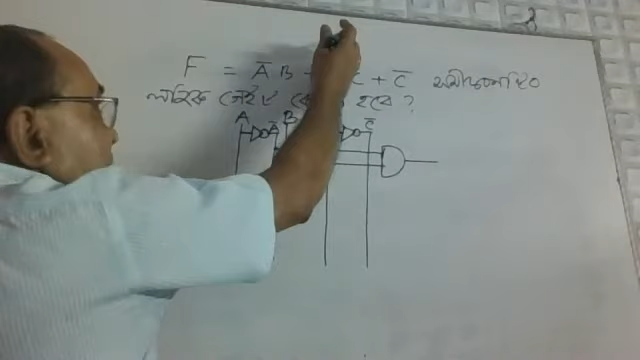 F = A̅ B + C + C̅ সমীকরণটির
লজিক গেইট হবে ?
A A̅ B C̅